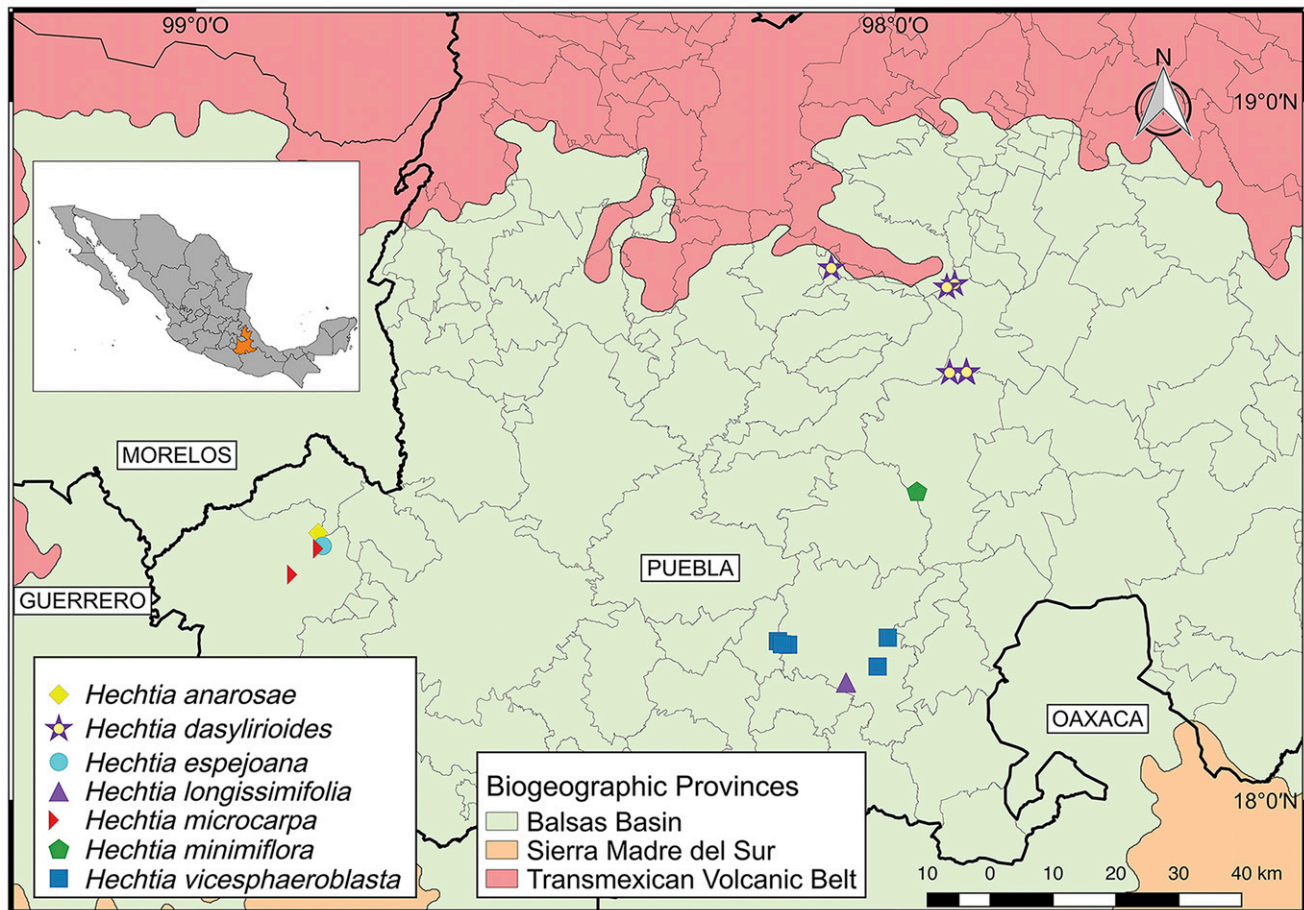 99°0′O
98°0′O
N
19°0′N
MORELOS
PUEBLA
GUERRERO
OAXACA
18°0′N
Hechtia anarosae
Hechtia dasylirioides
Hechtia espejoana
Hechtia longissimifolia
Hechtia microcarpa
Hechtia minimiflora
Hechtia vicesphaeroblasta
Biogeographic Provinces
Balsas Basin
Sierra Madre del Sur
Transmexican Volcanic Belt
10 0 10 20 30 40 km